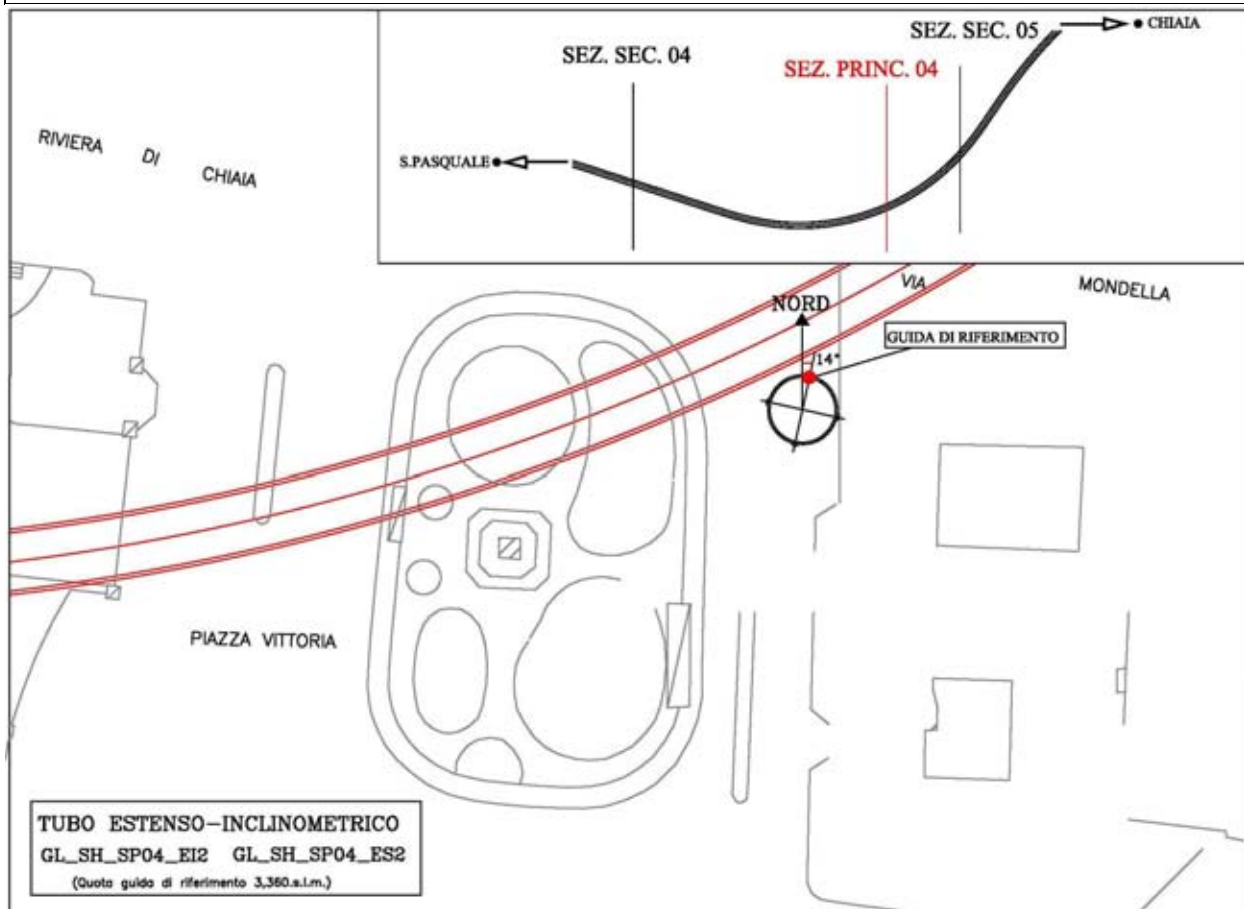 SEZ. SEC. 04
SEZ. PRINC. 04
SEZ. SEC. 05
CHIAIA
S.PASQUALE
RIVIERA DI CHIAIA
VIA MONDELLA
NORD
GUIDA DI RIFERIMENTO
14°
PIAZZA VITTORIA
TUBO ESTENSO-INCLINOMETRICO
GL_SH_SP04_EI2 GL_SH_SP04_ES2
(Quota guida di riferimento 3,360.s.l.m.)